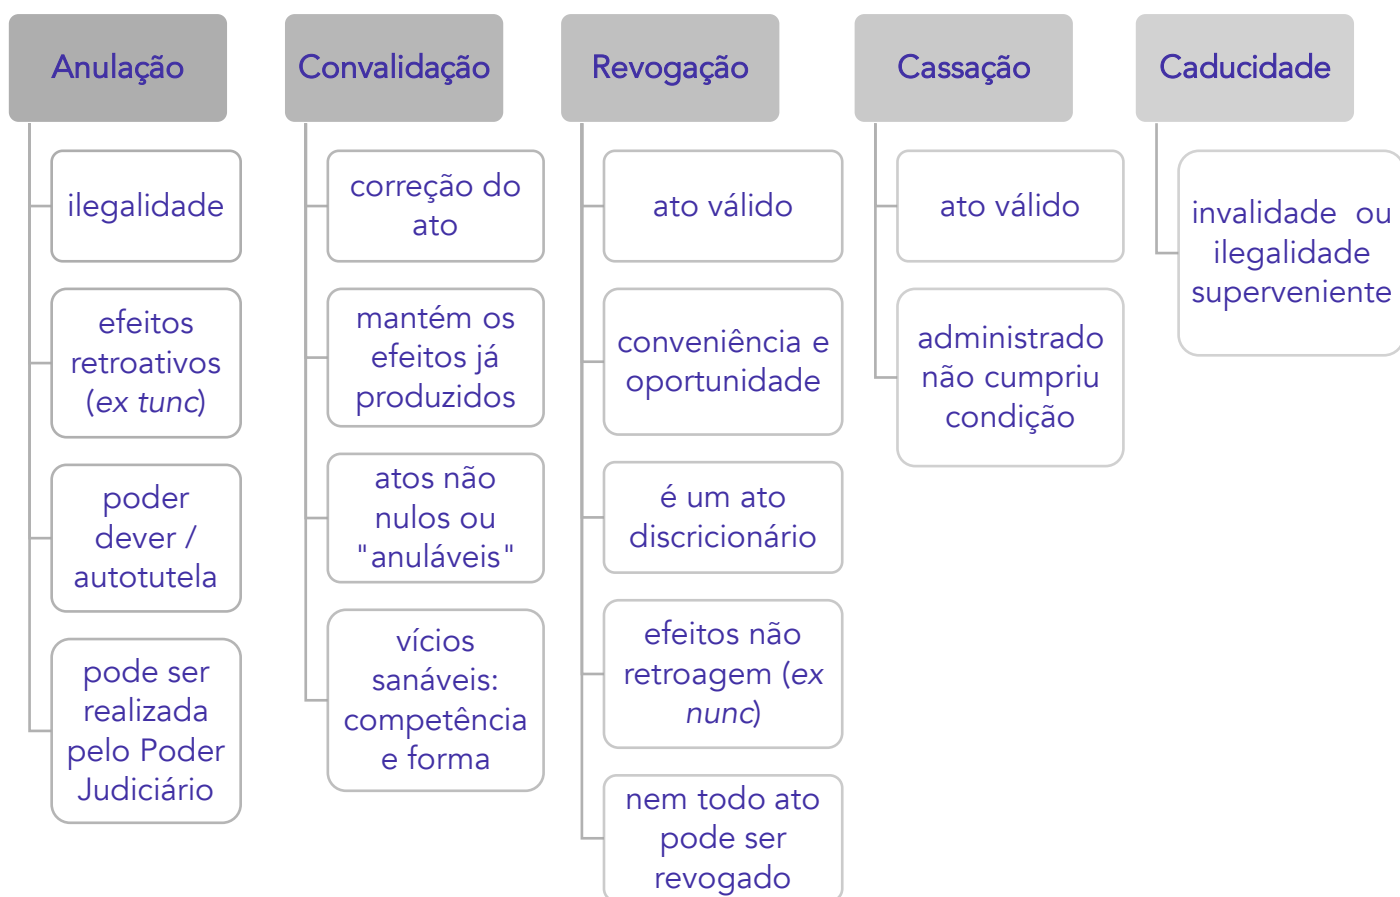 Anulação
ilegalidade
efeitos
retroativos
(ex tunc)
poder
dever /
autotutela
pode ser
realizada
pelo Poder
Judiciário
Convalidação
correção do
ato
mantém os
efeitos já
produzidos
atos não
nulos ou
"anuláveis"
vícios
sanáveis:
competência
e forma
Revogação
ato válido
conveniência e
oportunidade
é um ato
discricionário
efeitos não
retroagem (ex
nunc)
nem todo ato
pode ser
revogado
Cassação
ato válido
administrado
não cumpriu
condição
Caducidade
invalidade ou
ilegalidade
superveniente